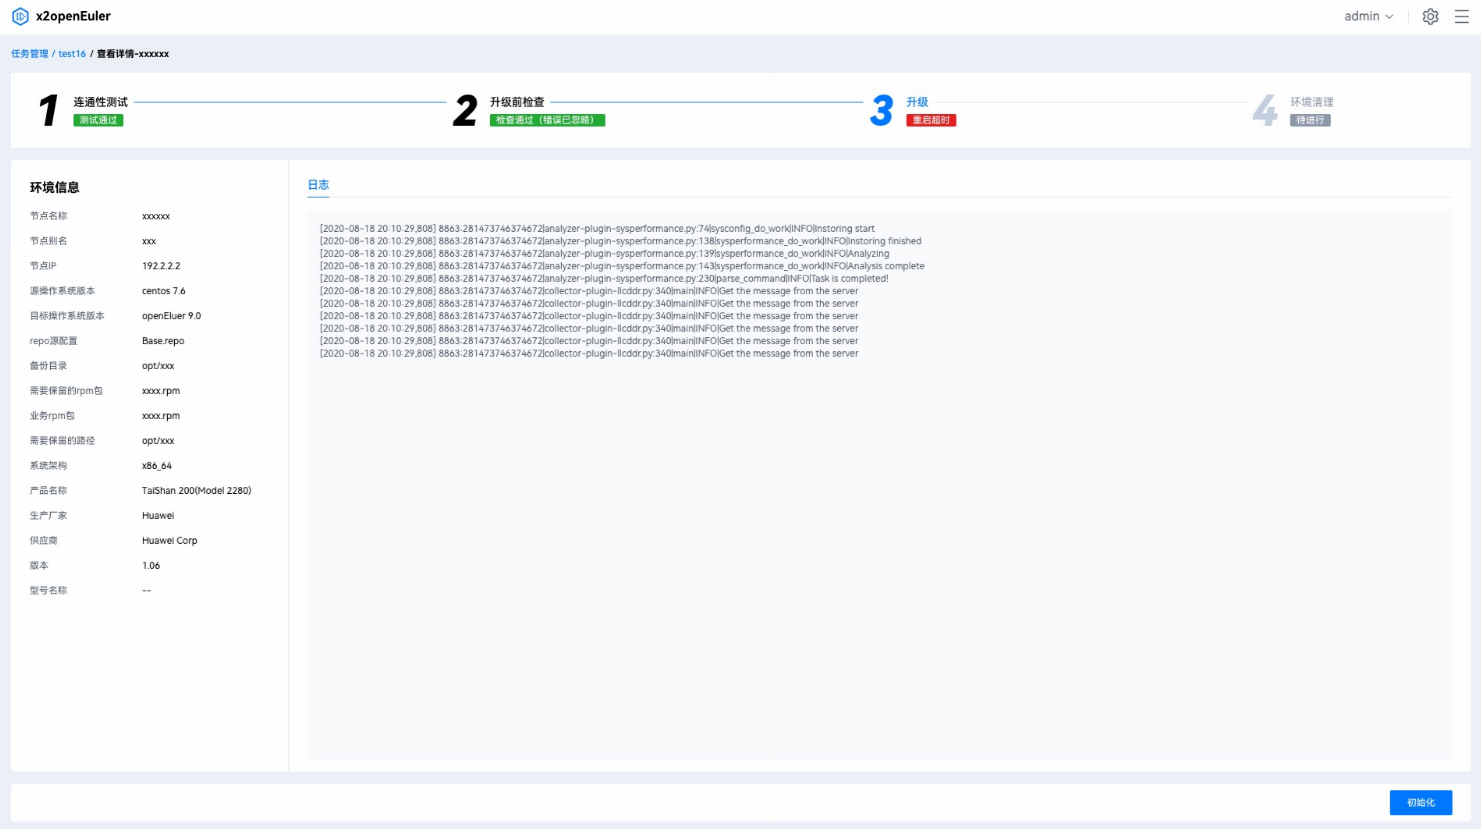 x2openEuler
admin
任务管理 / test16 / 查看详情-xxxxxx
1 连通性测试 测试通过
2 升级前检查 检查通过（错误已忽略）
3 升级 重启超时
4 环境清理 待进行
环境信息
节点名称 xxxxxx
节点别名 xxx
节点IP 192.2.2.2
源操作系统版本 centos 7.6
目标操作系统版本 openEluer 9.0
repo源配置 Base.repo
备份目录 opt/xxx
需要保留的rpm包 xxxx.rpm
业务rpm包 xxxx.rpm
需要保留的路径 opt/xxx
系统架构 x86_64
产品名称 TaiShan 200(Model 2280)
生产厂家 Huawei
供应商 Huawei Corp
版本 1.06
型号名称 --
日志
[2020-08-18 20:10:29,808] 8863:281473746374672|analyzer-plugin-sysperformance.py:74|sysconfig_do_work|INFO|Instoring start
[2020-08-18 20:10:29,808] 8863:281473746374672|analyzer-plugin-sysperformance.py:138|sysperformance_do_work|INFO|Instoring finished
[2020-08-18 20:10:29,808] 8863:281473746374672|analyzer-plugin-sysperformance.py:139|sysperformance_do_work|INFO|Analyzing
[2020-08-18 20:10:29,808] 8863:281473746374672|analyzer-plugin-sysperformance.py:143|sysperformance_do_work|INFO|Analysis complete
[2020-08-18 20:10:29,808] 8863:281473746374672|analyzer-plugin-sysperformance.py:230|parse_command|INFO|Task is completed!
[2020-08-18 20:10:29,808] 8863:281473746374672|collector-plugin-llcddr.py:340|main|INFO|Get the message from the server
[2020-08-18 20:10:29,808] 8863:281473746374672|collector-plugin-llcddr.py:340|main|INFO|Get the message from the server
[2020-08-18 20:10:29,808] 8863:281473746374672|collector-plugin-llcddr.py:340|main|INFO|Get the message from the server
[2020-08-18 20:10:29,808] 8863:281473746374672|collector-plugin-llcddr.py:340|main|INFO|Get the message from the server
[2020-08-18 20:10:29,808] 8863:281473746374672|collector-plugin-llcddr.py:340|main|INFO|Get the message from the server
[2020-08-18 20:10:29,808] 8863:281473746374672|collector-plugin-llcddr.py:340|main|INFO|Get the message from the server
初始化